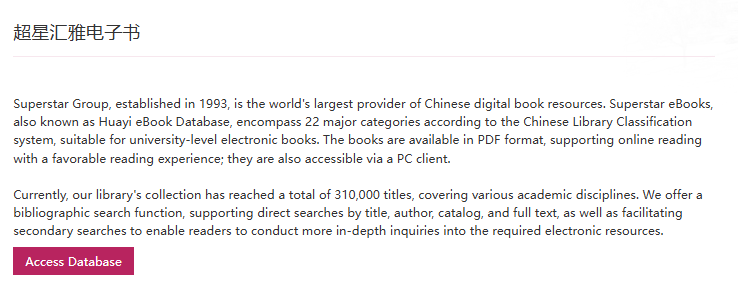 超星汇雅电子书
Superstar Group, established in 1993, is the world's largest provider of Chinese digital book resources. Superstar eBooks,
also known as Huayi eBook Database, encompass 22 major categories according to the Chinese Library Classification
system, suitable for university-level electronic books. The books are available in PDF format, supporting online reading
with a favorable reading experience; they are also accessible via a PC client.
Currently, our library's collection has reached a total of 310,000 titles, covering various academic disciplines. We offer a
bibliographic search function, supporting direct searches by title, author, catalog, and full text, as well as facilitating
secondary searches to enable readers to conduct more in-depth inquiries into the required electronic resources.
Access Database